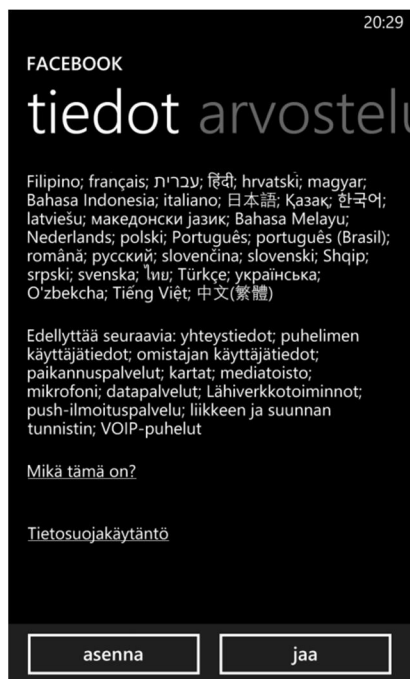 20:29
FACEBOOK
tiedot arvostelu
Filipino; français; עברית; हिंदी; hrvatski; magyar;
Bahasa Indonesia; italiano; 日本語; Қазақ; 한국어;
latviešu; македонски јазик; Bahasa Melayu;
Nederlands; polski; Português; português (Brasil);
română; русский; slovenčina; slovenski; Shqip;
srpski; svenska; ไทย; Türkçe; українська;
O'zbekcha; Tiếng Việt; 中文(繁體)
Edellyttää seuraavia: yhteystiedot; puhelimen
käyttäjätiedot; omistajan käyttäjätiedot;
paikannuspalvelut; kartat; mediatoisto;
mikrofoni; datapalvelut; Lähiverkkotoiminnot;
push-ilmoituspalvelu; liikkeen ja suunnan
tunnistin; VOIP-puhelut
Mikä tämä on?
Tietosuojakäytäntö
asenna jaa